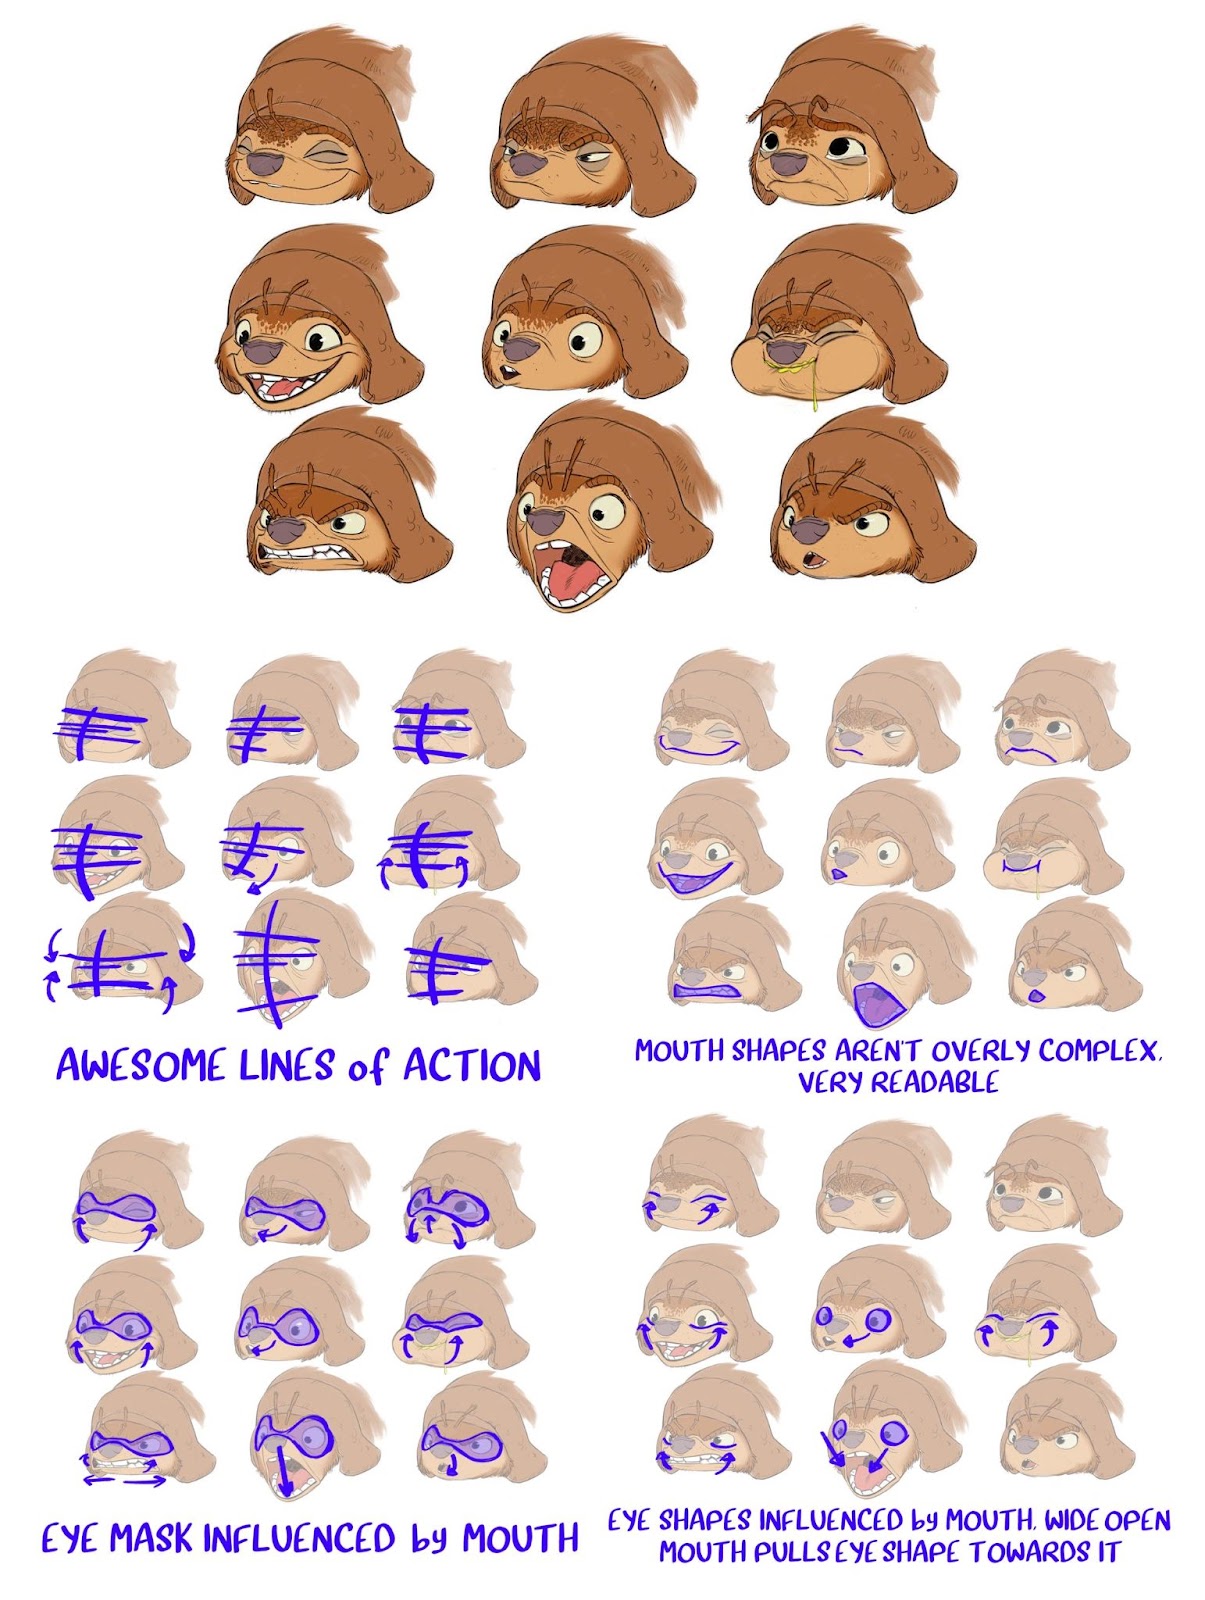 AWESOME LINES of ACTION
MOUTH SHAPES AREN'T OVERLY COMPLEX.
VERY READABLE
EYE MASK INFLUENCED by MOUTH
EYE SHAPES INFLUENCED by MOUTH. WIDE OPEN
MOUTH PULLS EYE SHAPE TOWARDS IT